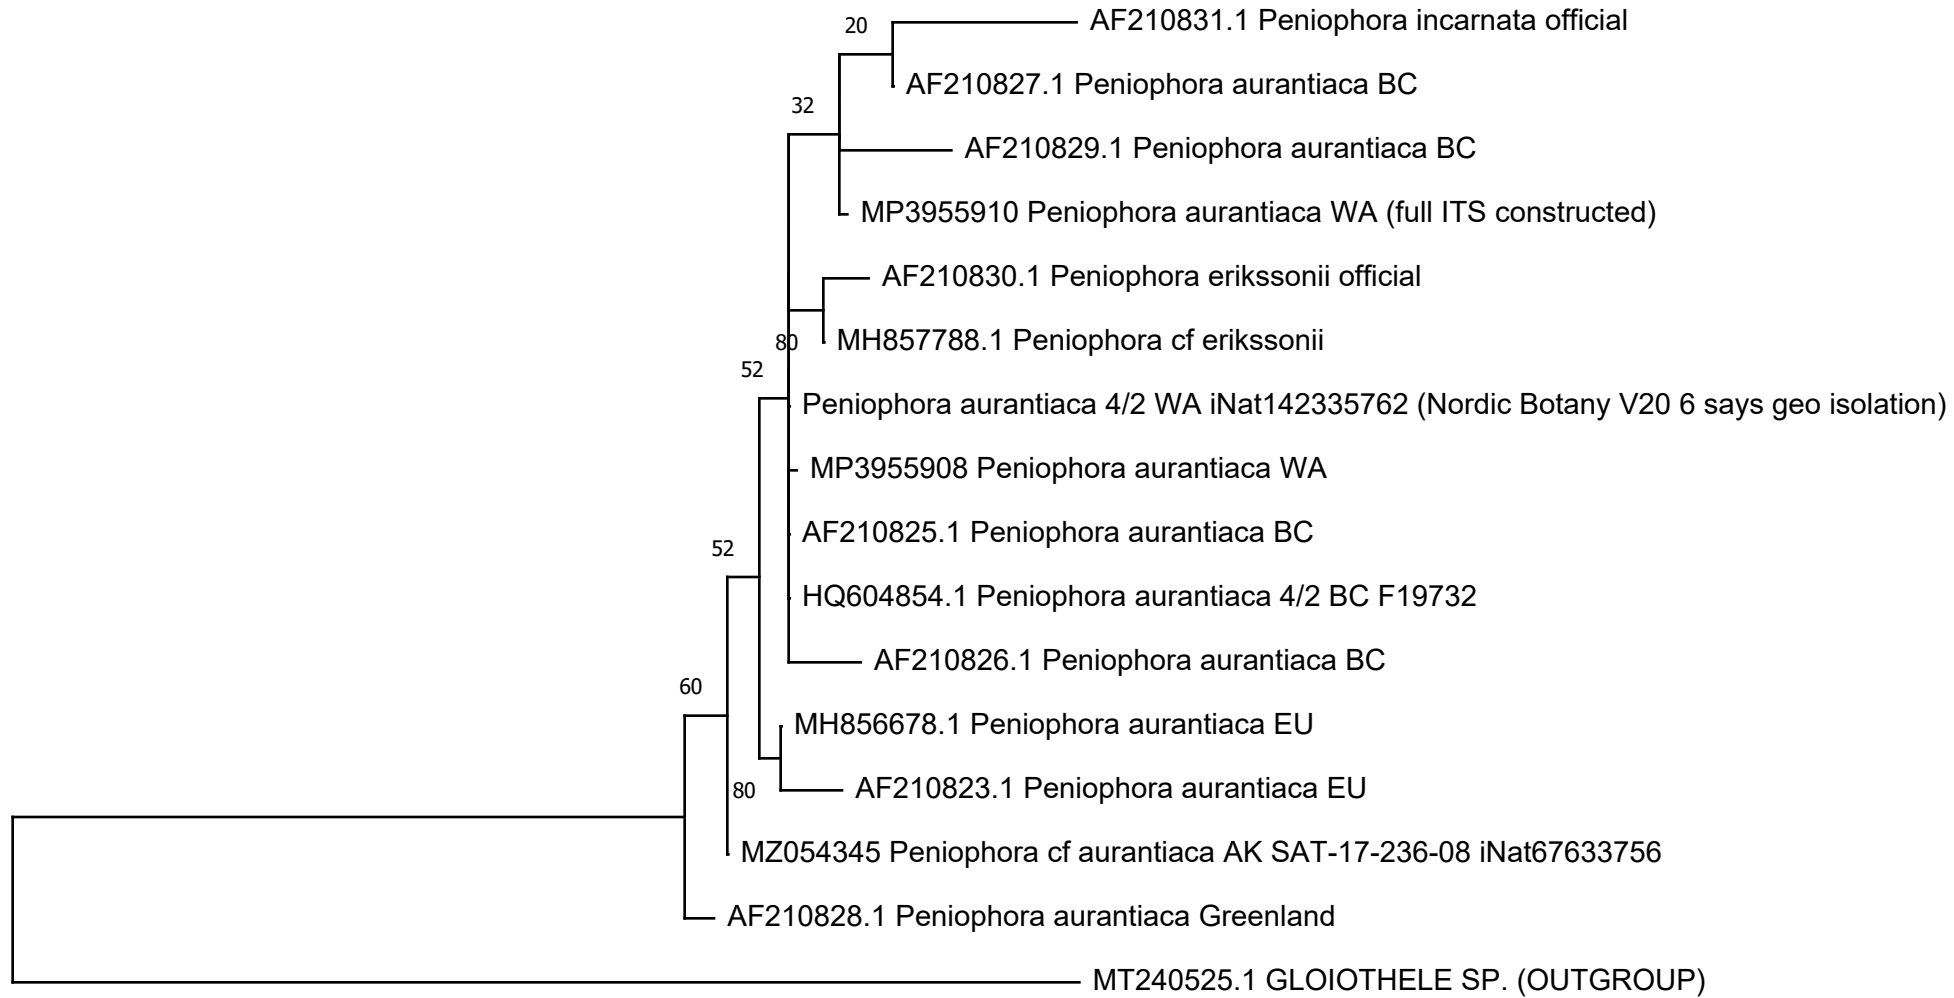 20
AF210831.1 Peniophora incarnata official
AF210827.1 Peniophora aurantiaca BC
32
AF210829.1 Peniophora aurantiaca BC
MP3955910 Peniophora aurantiaca WA (full ITS constructed)
AF210830.1 Peniophora erikssonii official
80
MH857788.1 Peniophora cf erikssonii
52
Peniophora aurantiaca 4/2 WA iNat142335762 (Nordic Botany V20 6 says geo isolation)
MP3955908 Peniophora aurantiaca WA
AF210825.1 Peniophora aurantiaca BC
52
HQ604854.1 Peniophora aurantiaca 4/2 BC F19732
AF210826.1 Peniophora aurantiaca BC
60
MH856678.1 Peniophora aurantiaca EU
80
AF210823.1 Peniophora aurantiaca EU
MZ054345 Peniophora cf aurantiaca AK SAT-17-236-08 iNat67633756
AF210828.1 Peniophora aurantiaca Greenland
MT240525.1 GLOIOTHELE SP. (OUTGROUP)